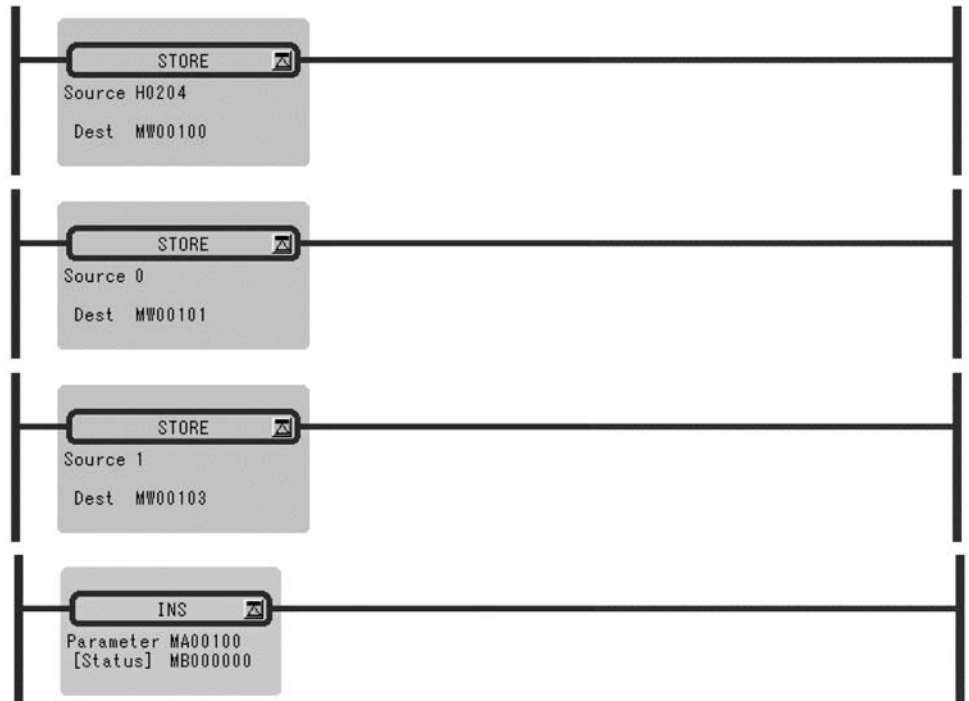 STORE
Source H0204
Dest MW00100
STORE
Source 0
Dest MW00101
STORE
Source 1
Dest MW00103
INS
Parameter MA00100
[Status] MB000000